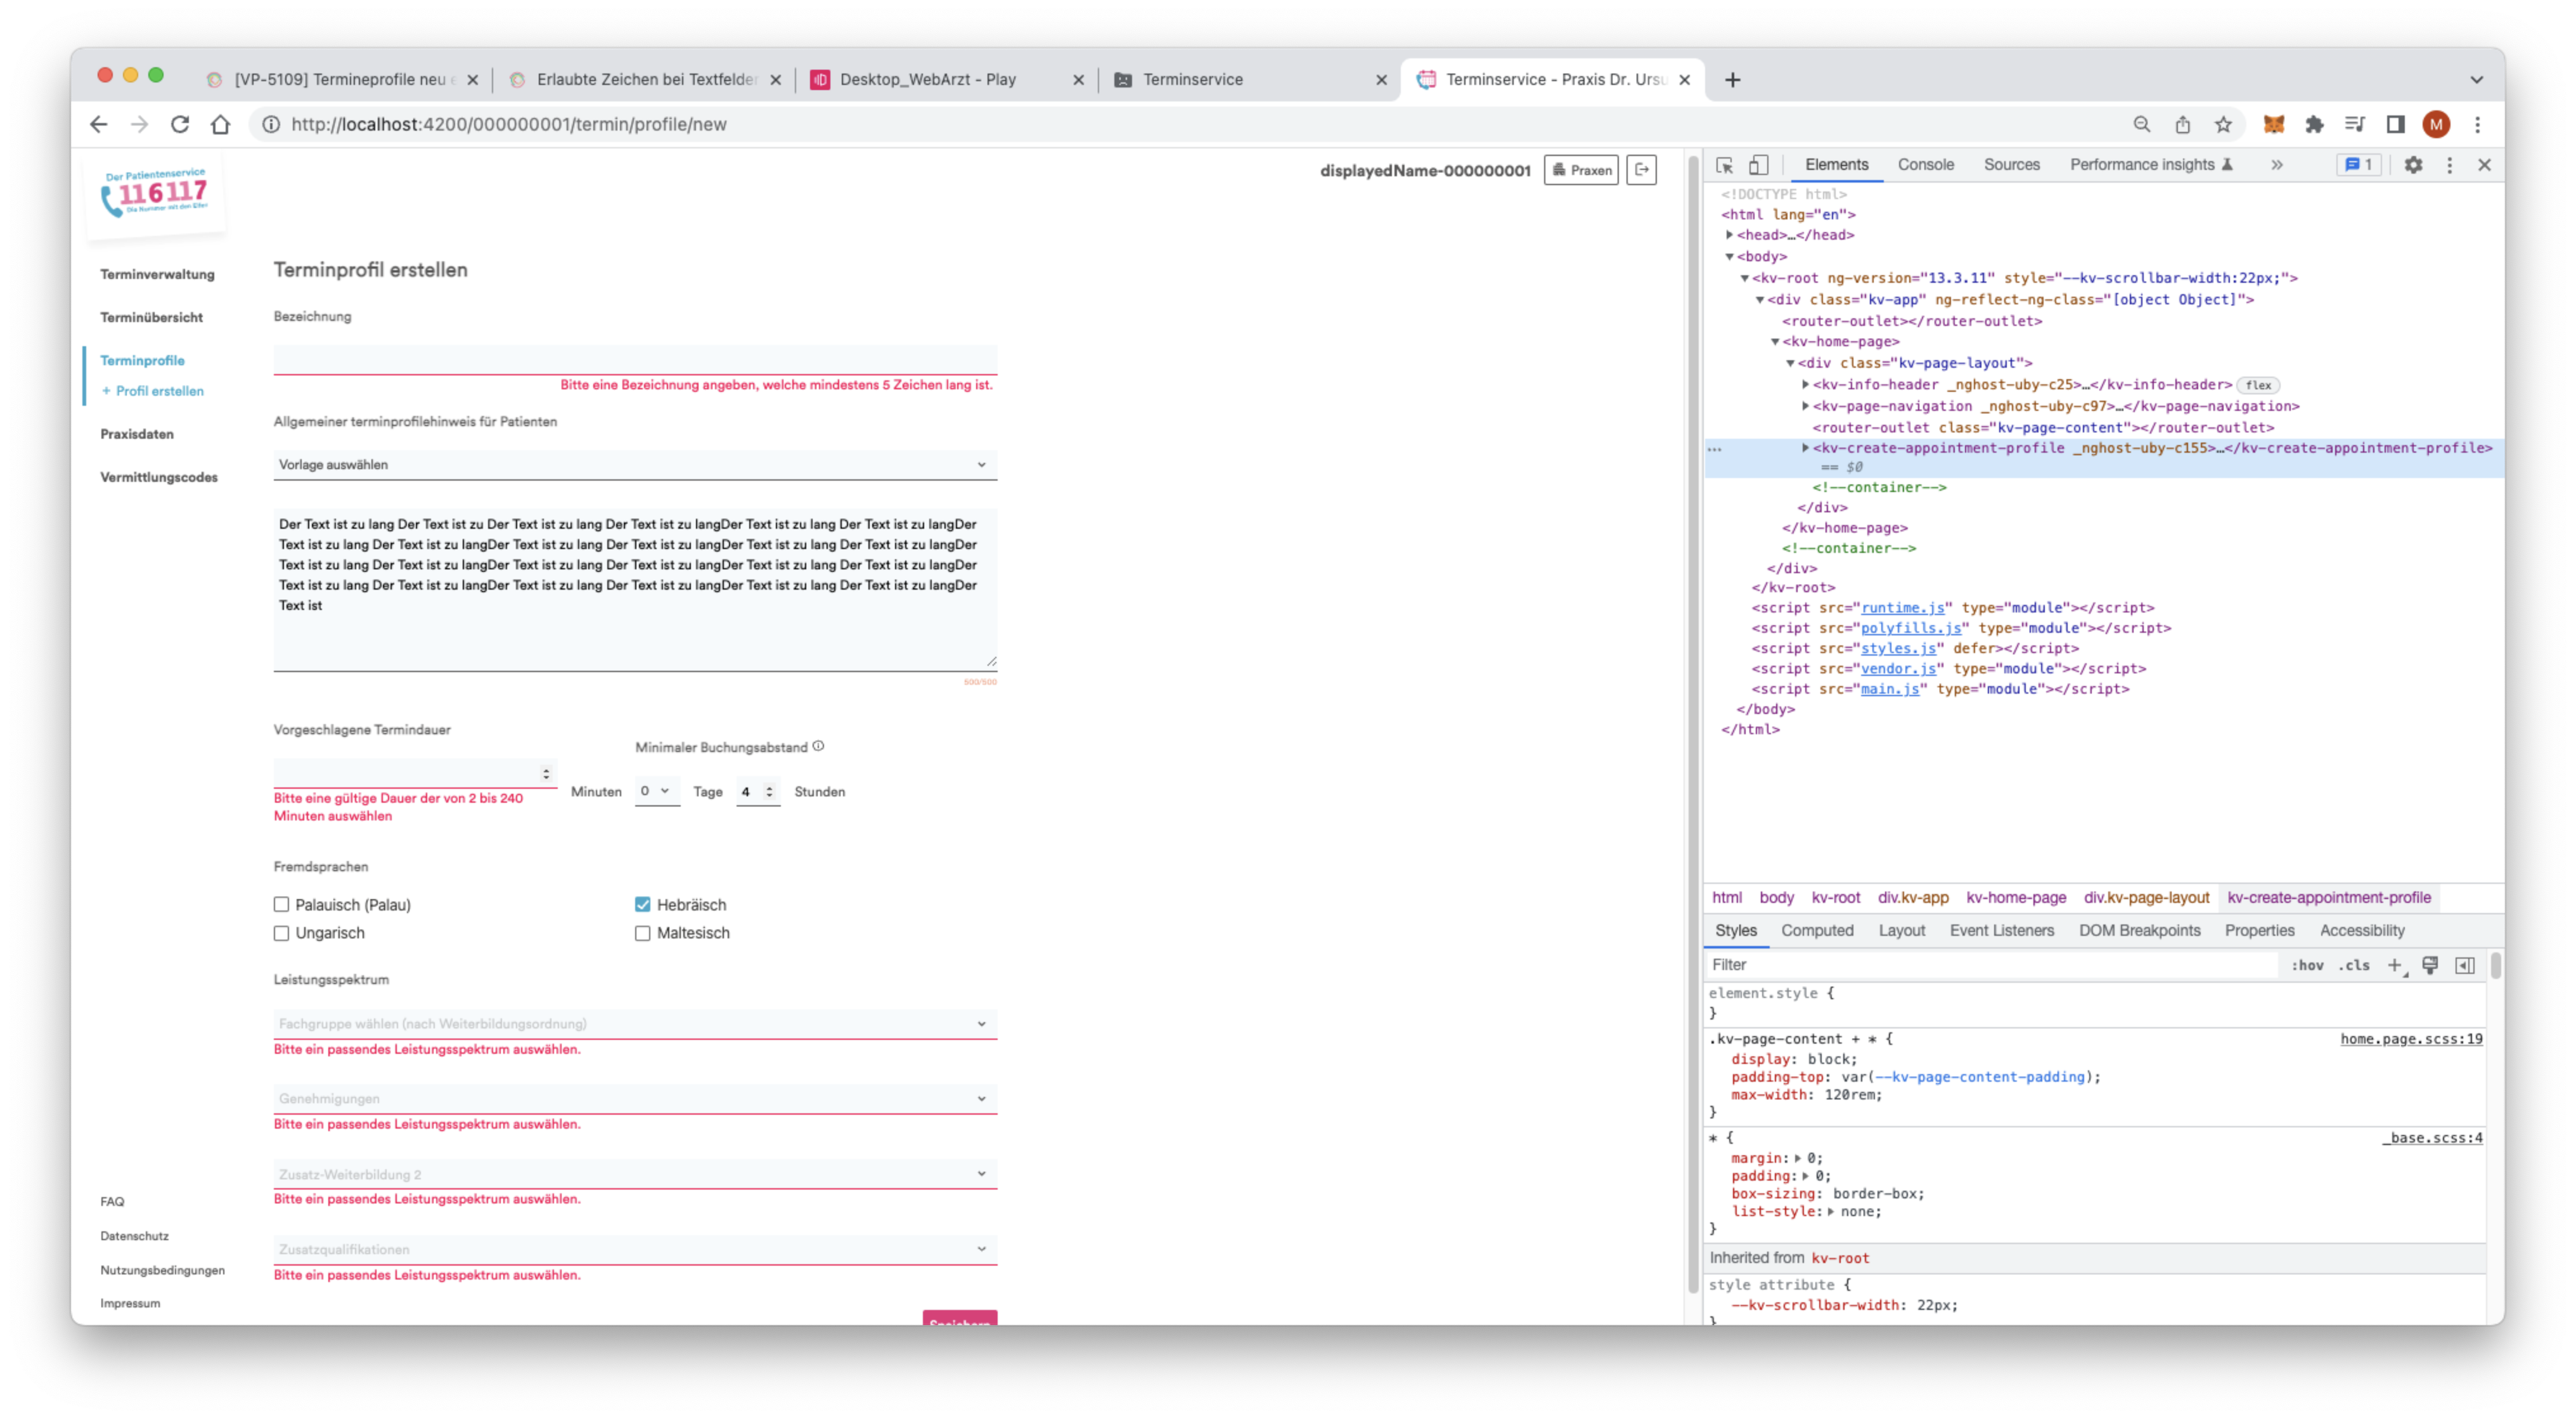 [VP-5109] Termineprofile neu e
Erlaubte Zeichen bei Textfelder
Desktop_WebArzt - Play
Terminservice
Terminservice - Praxis Dr. Ursu
http://localhost:4200/000000001/termin/profile/new
M
Der Patientenservice
116117
Die Nummer mit den Elfen
displayedName-000000001
Praxen
Terminverwaltung
Terminübersicht
Terminprofile
+ Profil erstellen
Praxisdaten
Vermittlungscodes
FAQ
Datenschutz
Nutzungsbedingungen
Impressum
Terminprofil erstellen
Bezeichnung
Bitte eine Bezeichnung angeben, welche mindestens 5 Zeichen lang ist.
Allgemeiner terminprofilehinweis für Patienten
Vorlage auswählen
Der Text ist zu lang Der Text ist zu Der Text ist zu lang Der Text ist zu langDer Text ist zu lang Der Text ist zu langDer
Text ist zu lang Der Text ist zu langDer Text ist zu lang Der Text ist zu langDer Text ist zu lang Der Text ist zu langDer
Text ist zu lang Der Text ist zu langDer Text ist zu lang Der Text ist zu langDer Text ist zu lang Der Text ist zu langDer
Text ist zu lang Der Text ist zu langDer Text ist zu lang Der Text ist zu langDer Text ist zu lang Der Text ist zu langDer
Text ist
500/500
Vorgeschlagene Termindauer
Minimaler Buchungsabstand
Minuten 0 Tage 4 Stunden
Bitte eine gültige Dauer der von 2 bis 240
Minuten auswählen
Fremdsprachen
Palauisch (Palau)
Hebräisch
Ungarisch
Maltesisch
Leistungsspektrum
Fachgruppe wählen (nach Weiterbildungsordnung)
Bitte ein passendes Leistungsspektrum auswählen.
Genehmigungen
Bitte ein passendes Leistungsspektrum auswählen.
Zusatz-Weiterbildung 2
Bitte ein passendes Leistungsspektrum auswählen.
Zusatzqualifikationen
Bitte ein passendes Leistungsspektrum auswählen.
Speichern
Elements Console Sources Performance insights 1
<!DOCTYPE html>
<html lang="en">
<head>…</head>
<body>
<kv-root ng-version="13.3.11" style="--kv-scrollbar-width:22px;">
<div class="kv-app" ng-reflect-ng-class="[object Object]">
<router-outlet></router-outlet>
<kv-home-page>
<div class="kv-page-layout">
<kv-info-header _nghost-uby-c25>…</kv-info-header> flex
<kv-page-navigation _nghost-uby-c97>…</kv-page-navigation>
<router-outlet class="kv-page-content"></router-outlet>
<kv-create-appointment-profile _nghost-uby-c155>…</kv-create-appointment-profile>
== $0
<!--container-->
</div>
</kv-home-page>
<!--container-->
</div>
</kv-root>
<script src="runtime.js" type="module"></script>
<script src="polyfills.js" type="module"></script>
<script src="styles.js" defer></script>
<script src="vendor.js" type="module"></script>
<script src="main.js" type="module"></script>
</body>
</html>
html body kv-root div.kv-app kv-home-page div.kv-page-layout kv-create-appointment-profile
Styles Computed Layout Event Listeners DOM Breakpoints Properties Accessibility
Filter :hov .cls
element.style {
}
.kv-page-content + * { home.page.scss:19
display: block;
padding-top: var(--kv-page-content-padding);
max-width: 120rem;
}
* { _base.scss:4
margin: 0;
padding: 0;
box-sizing: border-box;
list-style: none;
}
Inherited from kv-root
style attribute {
--kv-scrollbar-width: 22px;
}